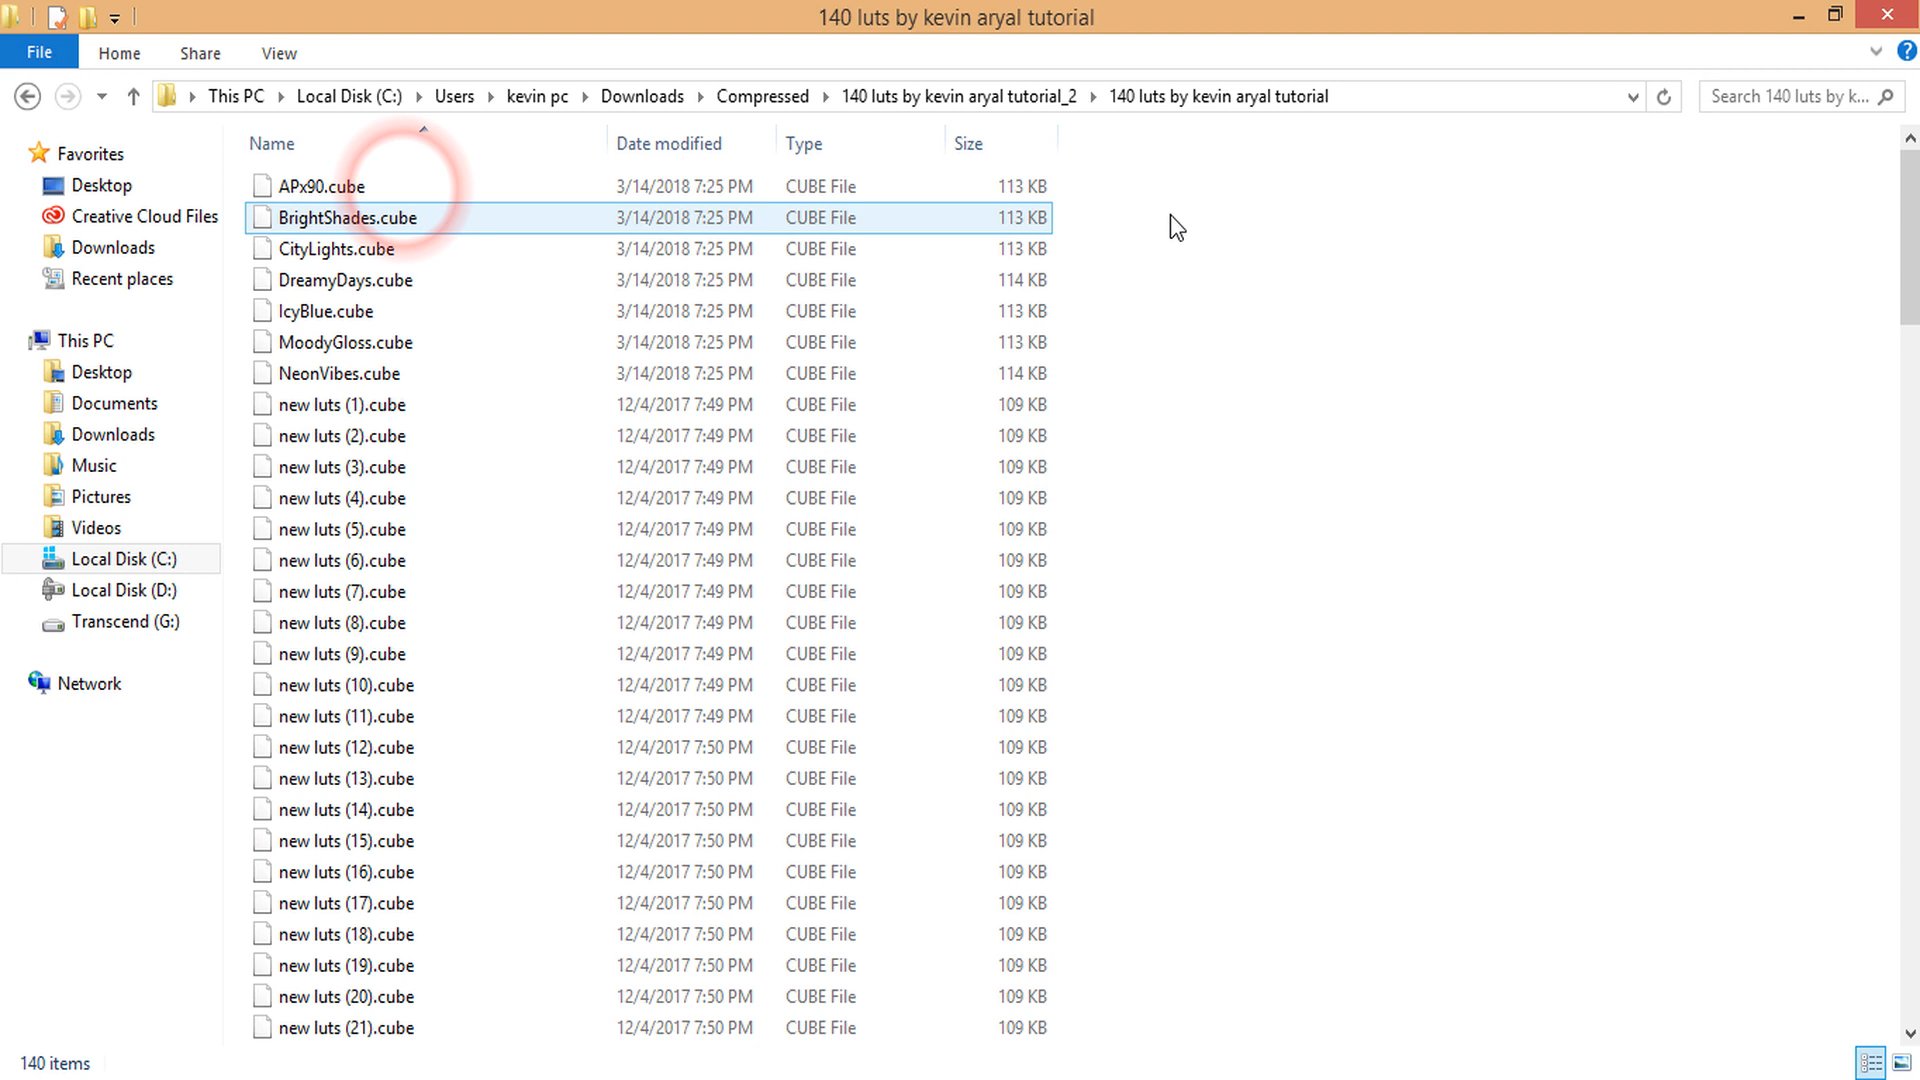 140 luts by kevin aryal tutorial
File Home Share View
This PC Local Disk (C:) Users kevin pc Downloads Compressed 140 luts by kevin aryal tutorial_2 140 luts by kevin aryal tutorial Search 140 luts by k...
Favorites
Desktop
Creative Cloud Files
Downloads
Recent places
This PC
Desktop
Documents
Downloads
Music
Pictures
Videos
Local Disk (C:)
Local Disk (D:)
Transcend (G:)
Network
Name Date modified Type Size
APx90.cube 3/14/2018 7:25 PM CUBE File 113 KB
BrightShades.cube 3/14/2018 7:25 PM CUBE File 113 KB
CityLights.cube 3/14/2018 7:25 PM CUBE File 113 KB
DreamyDays.cube 3/14/2018 7:25 PM CUBE File 114 KB
IcyBlue.cube 3/14/2018 7:25 PM CUBE File 113 KB
MoodyGloss.cube 3/14/2018 7:25 PM CUBE File 113 KB
NeonVibes.cube 3/14/2018 7:25 PM CUBE File 114 KB
new luts (1).cube 12/4/2017 7:49 PM CUBE File 109 KB
new luts (2).cube 12/4/2017 7:49 PM CUBE File 109 KB
new luts (3).cube 12/4/2017 7:49 PM CUBE File 109 KB
new luts (4).cube 12/4/2017 7:49 PM CUBE File 109 KB
new luts (5).cube 12/4/2017 7:49 PM CUBE File 109 KB
new luts (6).cube 12/4/2017 7:49 PM CUBE File 109 KB
new luts (7).cube 12/4/2017 7:49 PM CUBE File 109 KB
new luts (8).cube 12/4/2017 7:49 PM CUBE File 109 KB
new luts (9).cube 12/4/2017 7:49 PM CUBE File 109 KB
new luts (10).cube 12/4/2017 7:49 PM CUBE File 109 KB
new luts (11).cube 12/4/2017 7:49 PM CUBE File 109 KB
new luts (12).cube 12/4/2017 7:50 PM CUBE File 109 KB
new luts (13).cube 12/4/2017 7:50 PM CUBE File 109 KB
new luts (14).cube 12/4/2017 7:50 PM CUBE File 109 KB
new luts (15).cube 12/4/2017 7:50 PM CUBE File 109 KB
new luts (16).cube 12/4/2017 7:50 PM CUBE File 109 KB
new luts (17).cube 12/4/2017 7:50 PM CUBE File 109 KB
new luts (18).cube 12/4/2017 7:50 PM CUBE File 109 KB
new luts (19).cube 12/4/2017 7:50 PM CUBE File 109 KB
new luts (20).cube 12/4/2017 7:50 PM CUBE File 109 KB
new luts (21).cube 12/4/2017 7:50 PM CUBE File 109 KB
140 items